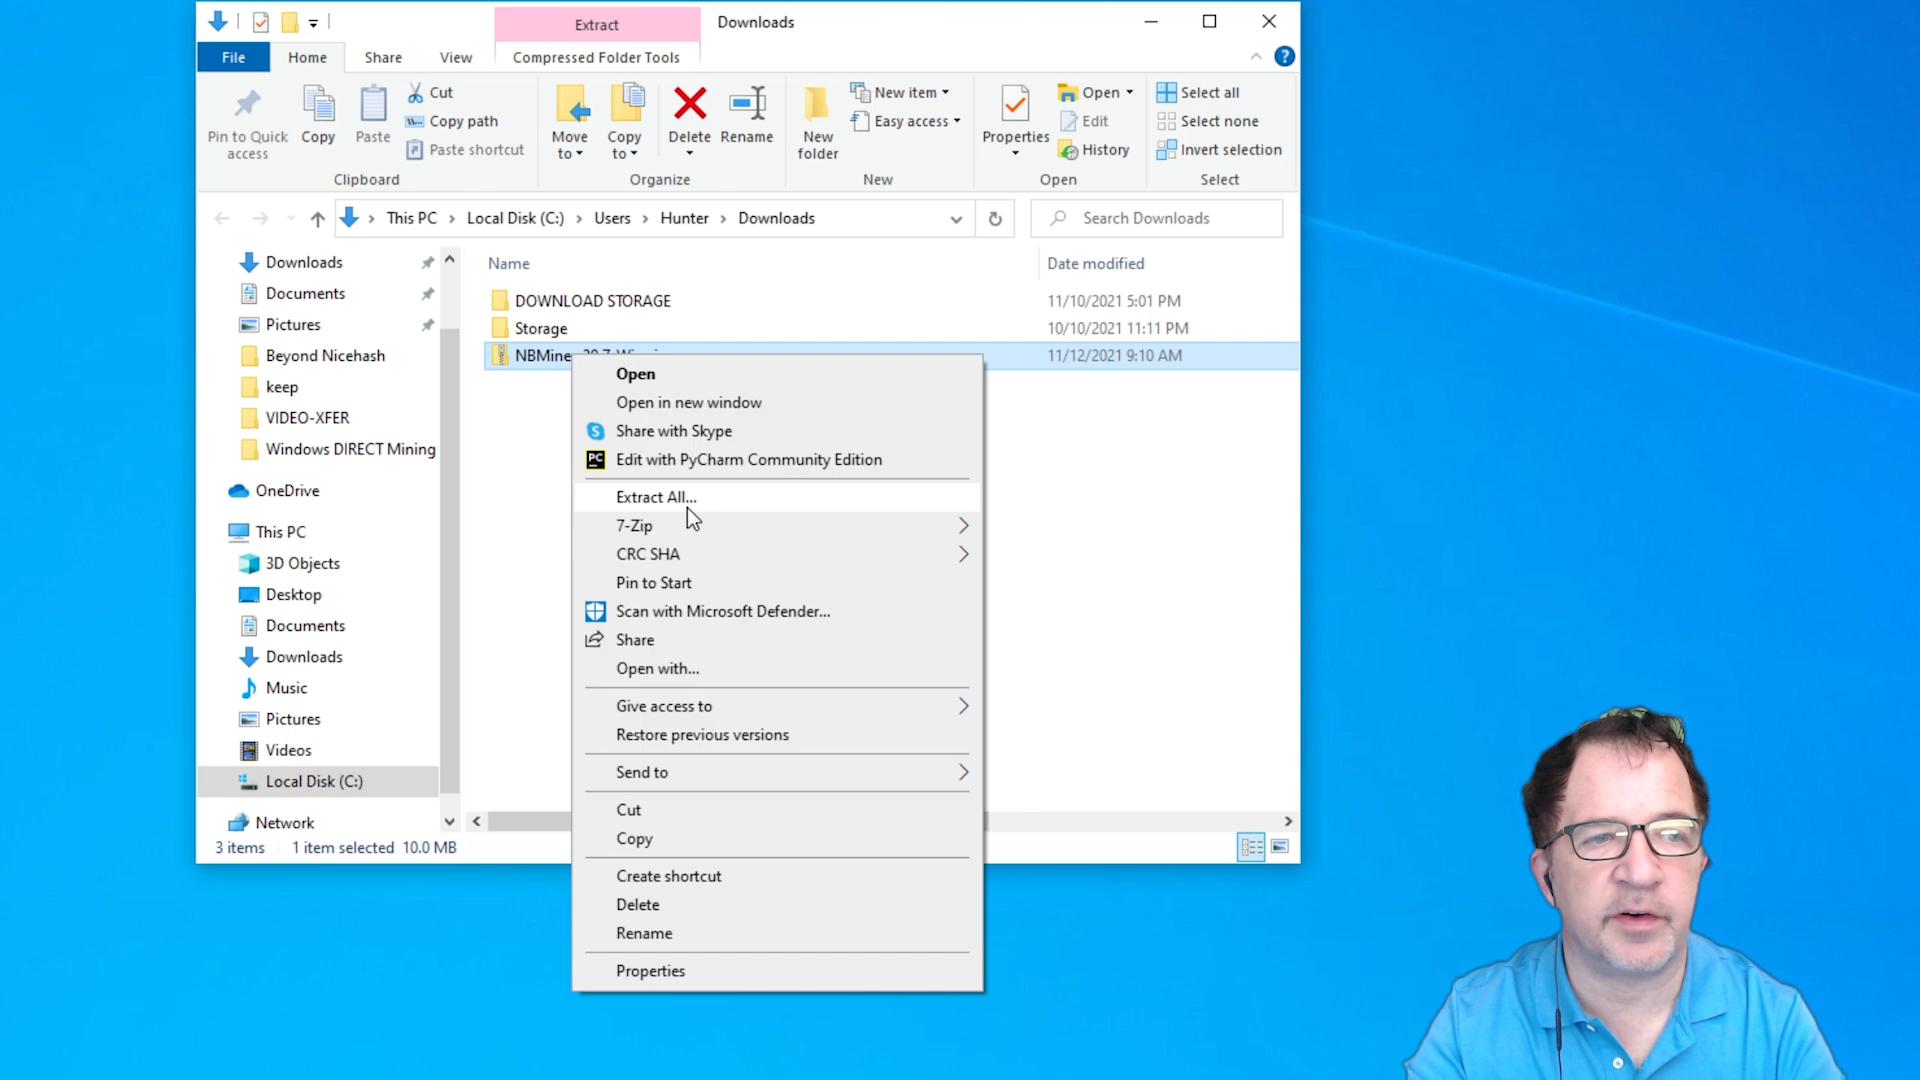 Extract
Downloads
File
Home
Share
View
Compressed Folder Tools
Pin to Quick access
Copy
Paste
Cut
Copy path
Paste shortcut
Clipboard
Move to
Copy to
Delete
Rename
Organize
New folder
New item
Easy access
New
Properties
Open
Edit
History
Open
Select all
Select none
Invert selection
Select
This PC > Local Disk (C:) > Users > Hunter > Downloads
Search Downloads
Downloads
Documents
Pictures
Beyond Nicehash
keep
VIDEO-XFER
Windows DIRECT Mining
OneDrive
This PC
3D Objects
Desktop
Documents
Downloads
Music
Pictures
Videos
Local Disk (C:)
Network
Name
Date modified
DOWNLOAD STORAGE
11/10/2021 5:01 PM
Storage
10/10/2021 11:11 PM
11/12/2021 9:10 AM
Open
Open in new window
S Share with Skype
PC Edit with PyCharm Community Edition
Extract All...
7-Zip
CRC SHA
Pin to Start
Scan with Microsoft Defender...
Share
Open with...
Give access to
Restore previous versions
Send to
Cut
Copy
Create shortcut
Delete
Rename
Properties
3 items
1 item selected 10.0 MB